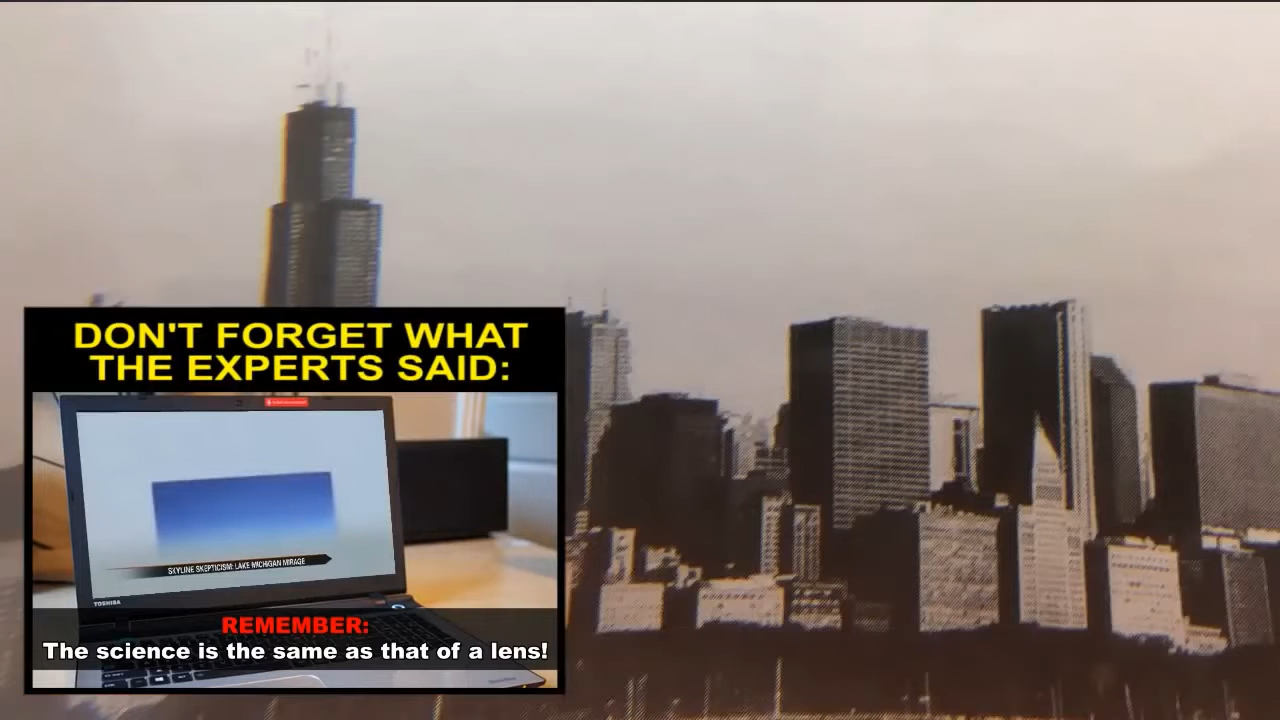 DON'T FORGET WHAT
THE EXPERTS SAID:
SKYLINE SKEPTICISM: LAKE MICHIGAN MIRAGE
TOSHIBA
REMEMBER:
The science is the same as that of a lens!